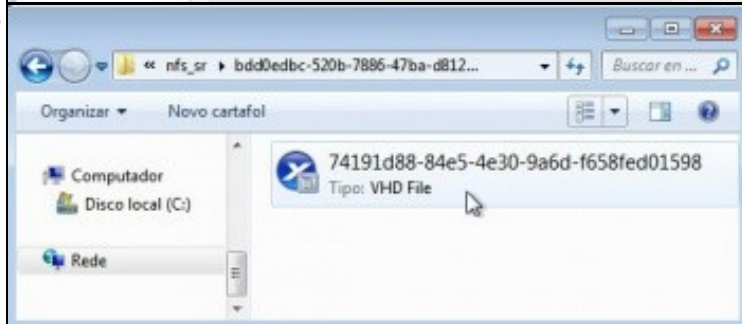 « nfs_sr ▸ bdd0edbc-520b-7886-47ba-d812...
Buscar en ...
Organizar
Novo cartafol
Computador
Disco local (C:)
Rede
74191d88-84e5-4e30-9a6d-f658fed01598
Tipo: VHD File